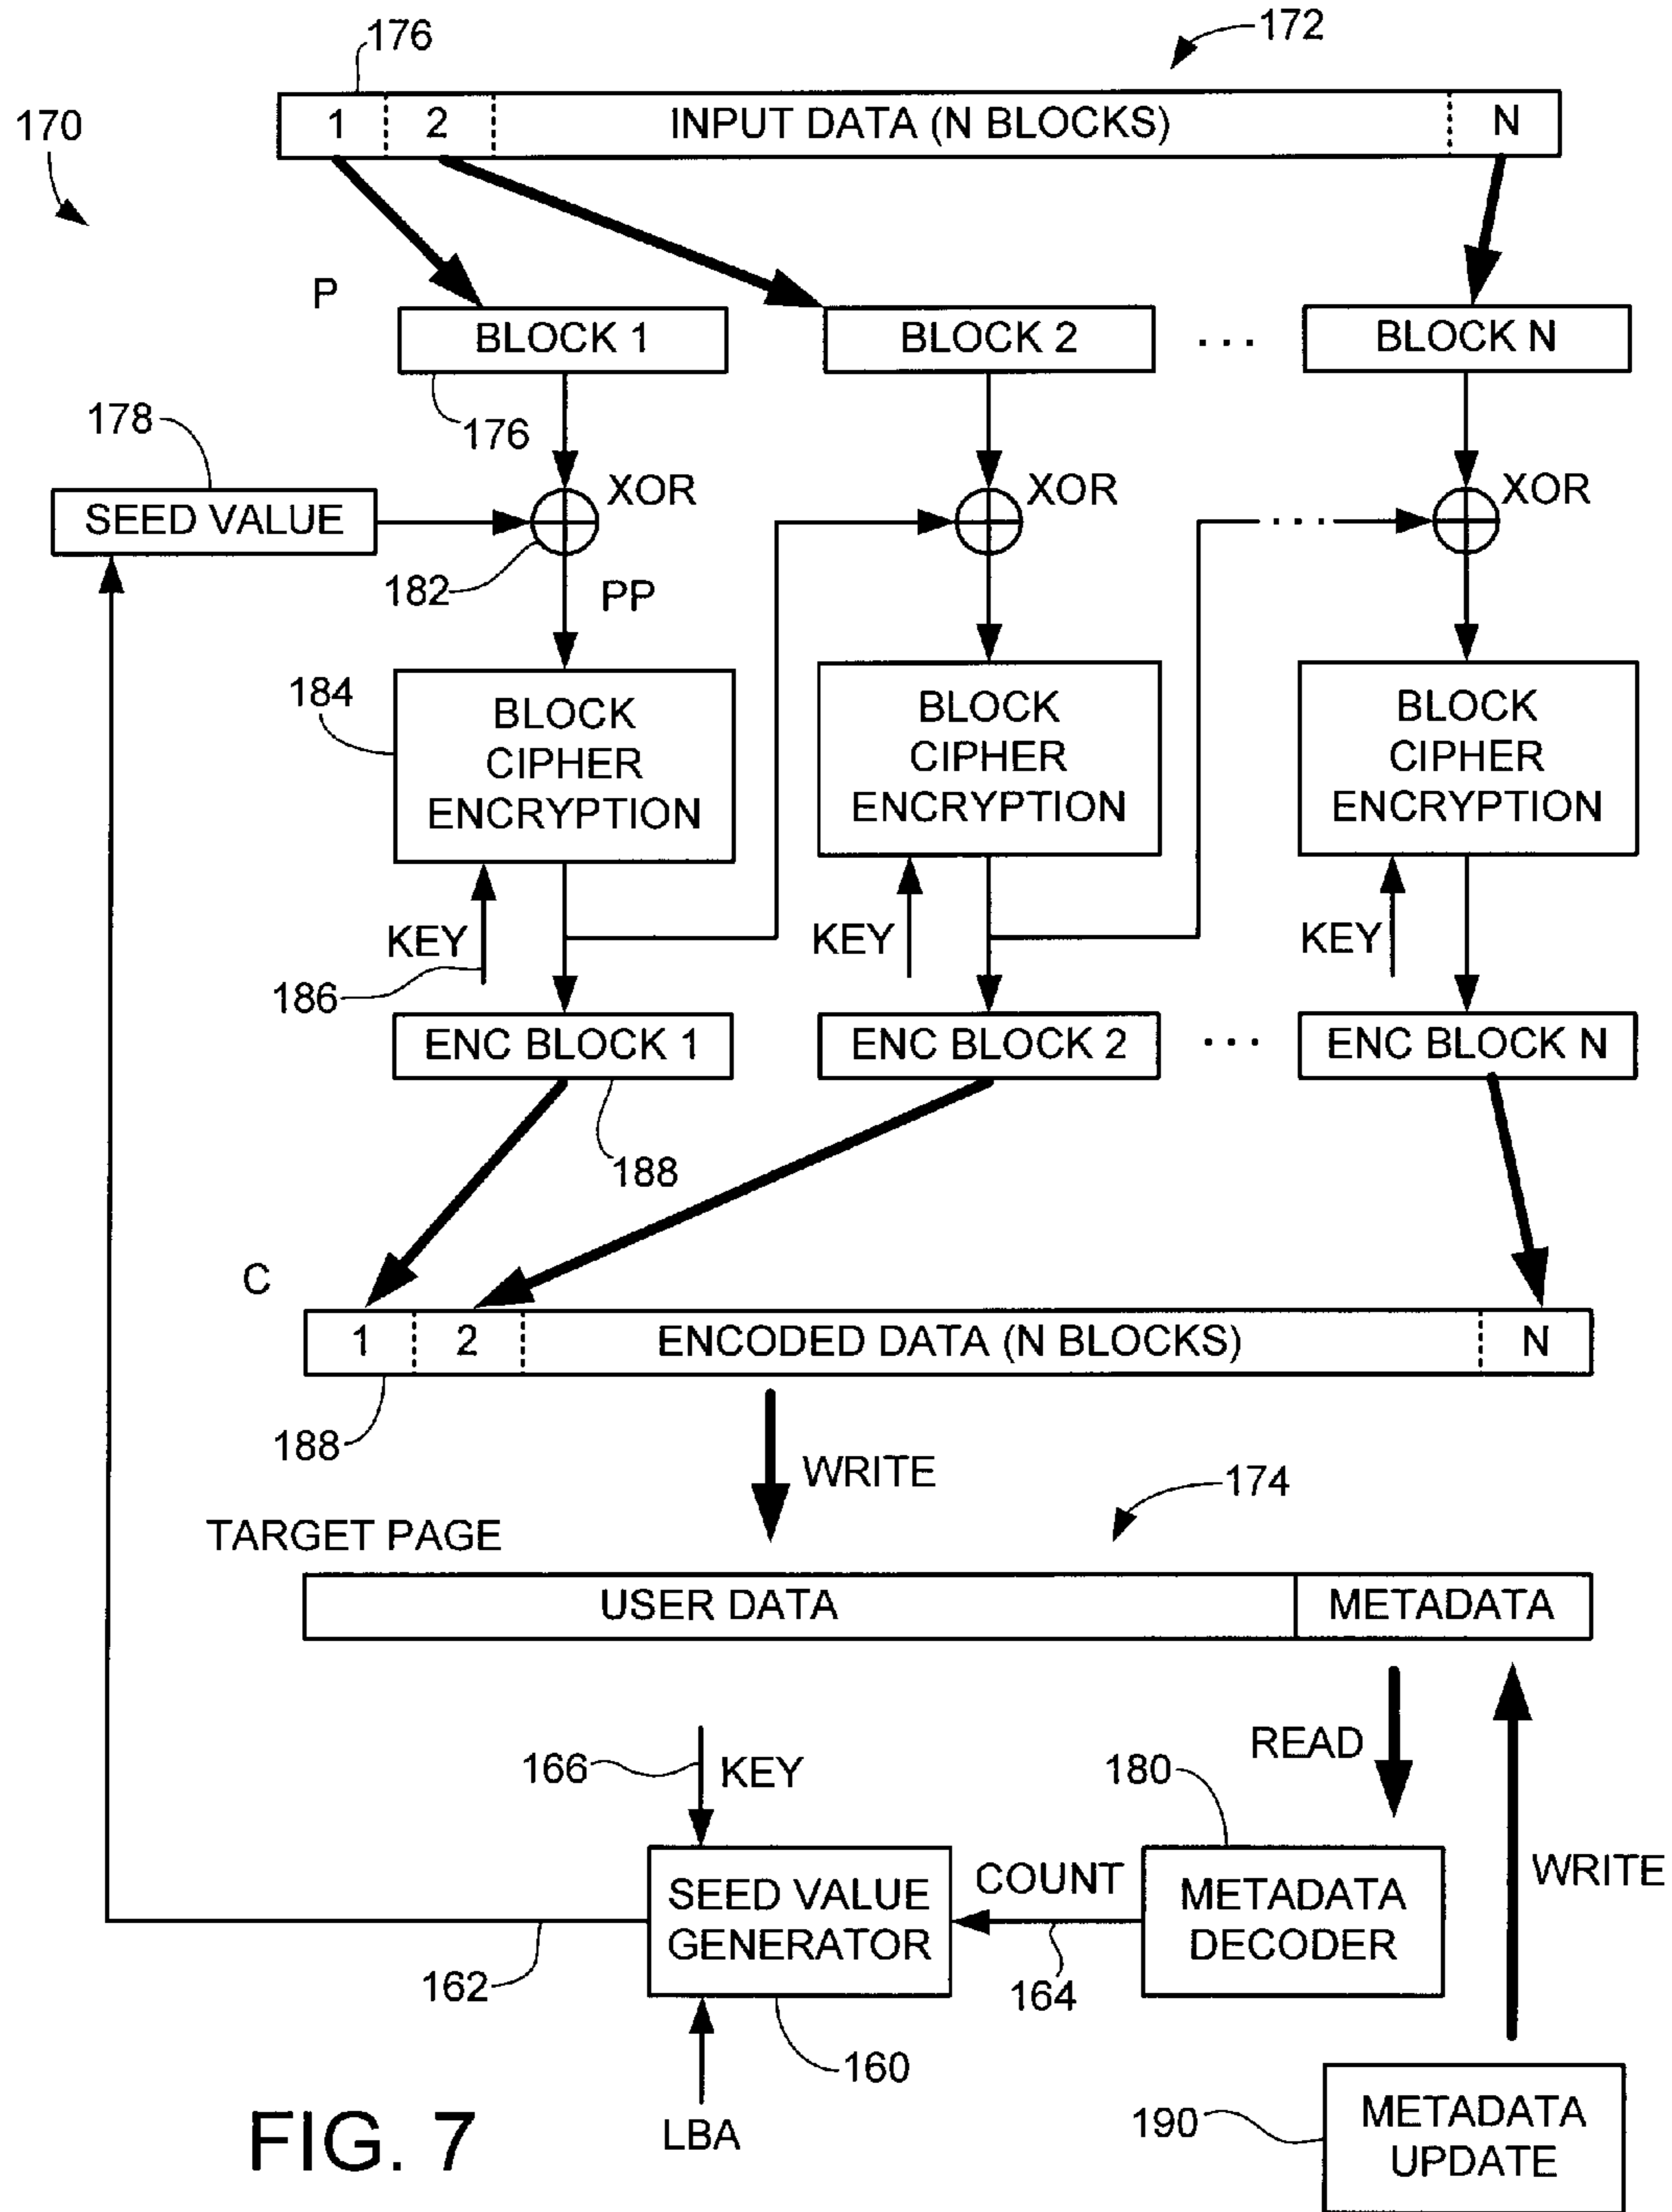 176
172
170
1 2 INPUT DATA (N BLOCKS) N
P
BLOCK 1
BLOCK 2
...
BLOCK N
176
178
SEED VALUE
XOR
XOR
...
XOR
182
PP
184
BLOCK
CIPHER
ENCRYPTION
BLOCK
CIPHER
ENCRYPTION
BLOCK
CIPHER
ENCRYPTION
KEY
KEY
KEY
186
ENC BLOCK 1
ENC BLOCK 2
...
ENC BLOCK N
188
C
1 2 ENCODED DATA (N BLOCKS) N
188
WRITE
174
TARGET PAGE
USER DATA
METADATA
166
KEY
READ
180
WRITE
SEED VALUE
GENERATOR
COUNT
METADATA
DECODER
162
164
160
LBA
190
METADATA
UPDATE
FIG. 7